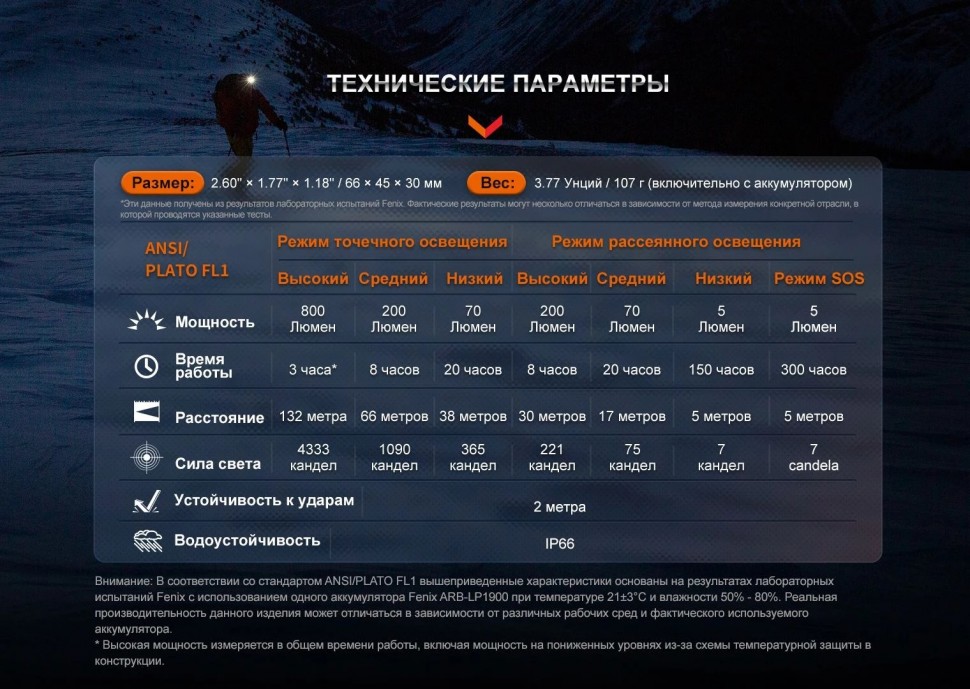 ТЕХНИЧЕСКИЕ ПАРАМЕТРЫ
Размер: 2.60" × 1.77" × 1.18" / 66 × 45 × 30 мм Вес: 3.77 Унций / 107 г (включительно с аккумулятором)
*Эти данные получены из результатов лабораторных испытаний Fenix. Фактические результаты могут несколько отличаться в зависимости от метода измерения конкретной отрасли, в
которой проводятся указанные тесты.
ANSI/
PLATO FL1
Режим точечного освещения Режим рассеянного освещения
Высокий Средний Низкий Высокий Средний Низкий Режим SOS
Мощность
800 200 70 200 70 5 5
Люмен Люмен Люмен Люмен Люмен Люмен Люмен
Время
работы
3 часа* 8 часов 20 часов 8 часов 20 часов 150 часов 300 часов
Расстояние 132 метра 66 метров 38 метров 30 метров 17 метров 5 метров 5 метров
Сила света
4333 1090 365 221 75 7 7
кандел кандел кандел кандел кандел кандел candela
Устойчивость к ударам 2 метра
Водоустойчивость IP66
Внимание: В соответствии со стандартом ANSI/PLATO FL1 вышеприведенные характеристики основаны на результатах лабораторных
испытаний Fenix с использованием одного аккумулятора Fenix ARB-LP1900 при температуре 21±3°C и влажности 50% - 80%. Реальная
производительность данного изделия может отличаться в зависимости от различных рабочих сред и фактического используемого
аккумулятора.
* Высокая мощность измеряется в общем времени работы, включая мощность на пониженных уровнях из-за схемы температурной защиты в
конструкции.